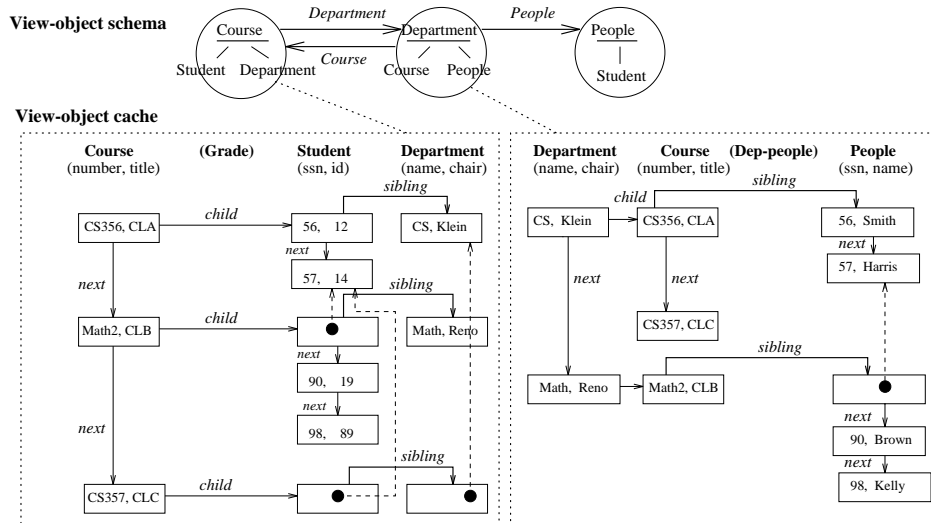 View-object schema
Department
People
Course
Student Department
Course
Department
Course People
People
Student
View-object cache
Course (Grade) Student Department
(number, title) (ssn, id) (name, chair)
sibling
child
CS356, CLA
56, 12
CS, Klein
next
57, 14
next
sibling
child
Math2, CLB
Math, Reno
next
90, 19
next
98, 89
next
sibling
child
CS357, CLC
Department Course (Dep-people) People
(name, chair) (number, title) (ssn, name)
sibling
child
CS, Klein
CS356, CLA
56, Smith
next
57, Harris
next
next
CS357, CLC
sibling
Math, Reno
Math2, CLB
next
90, Brown
next
98, Kelly